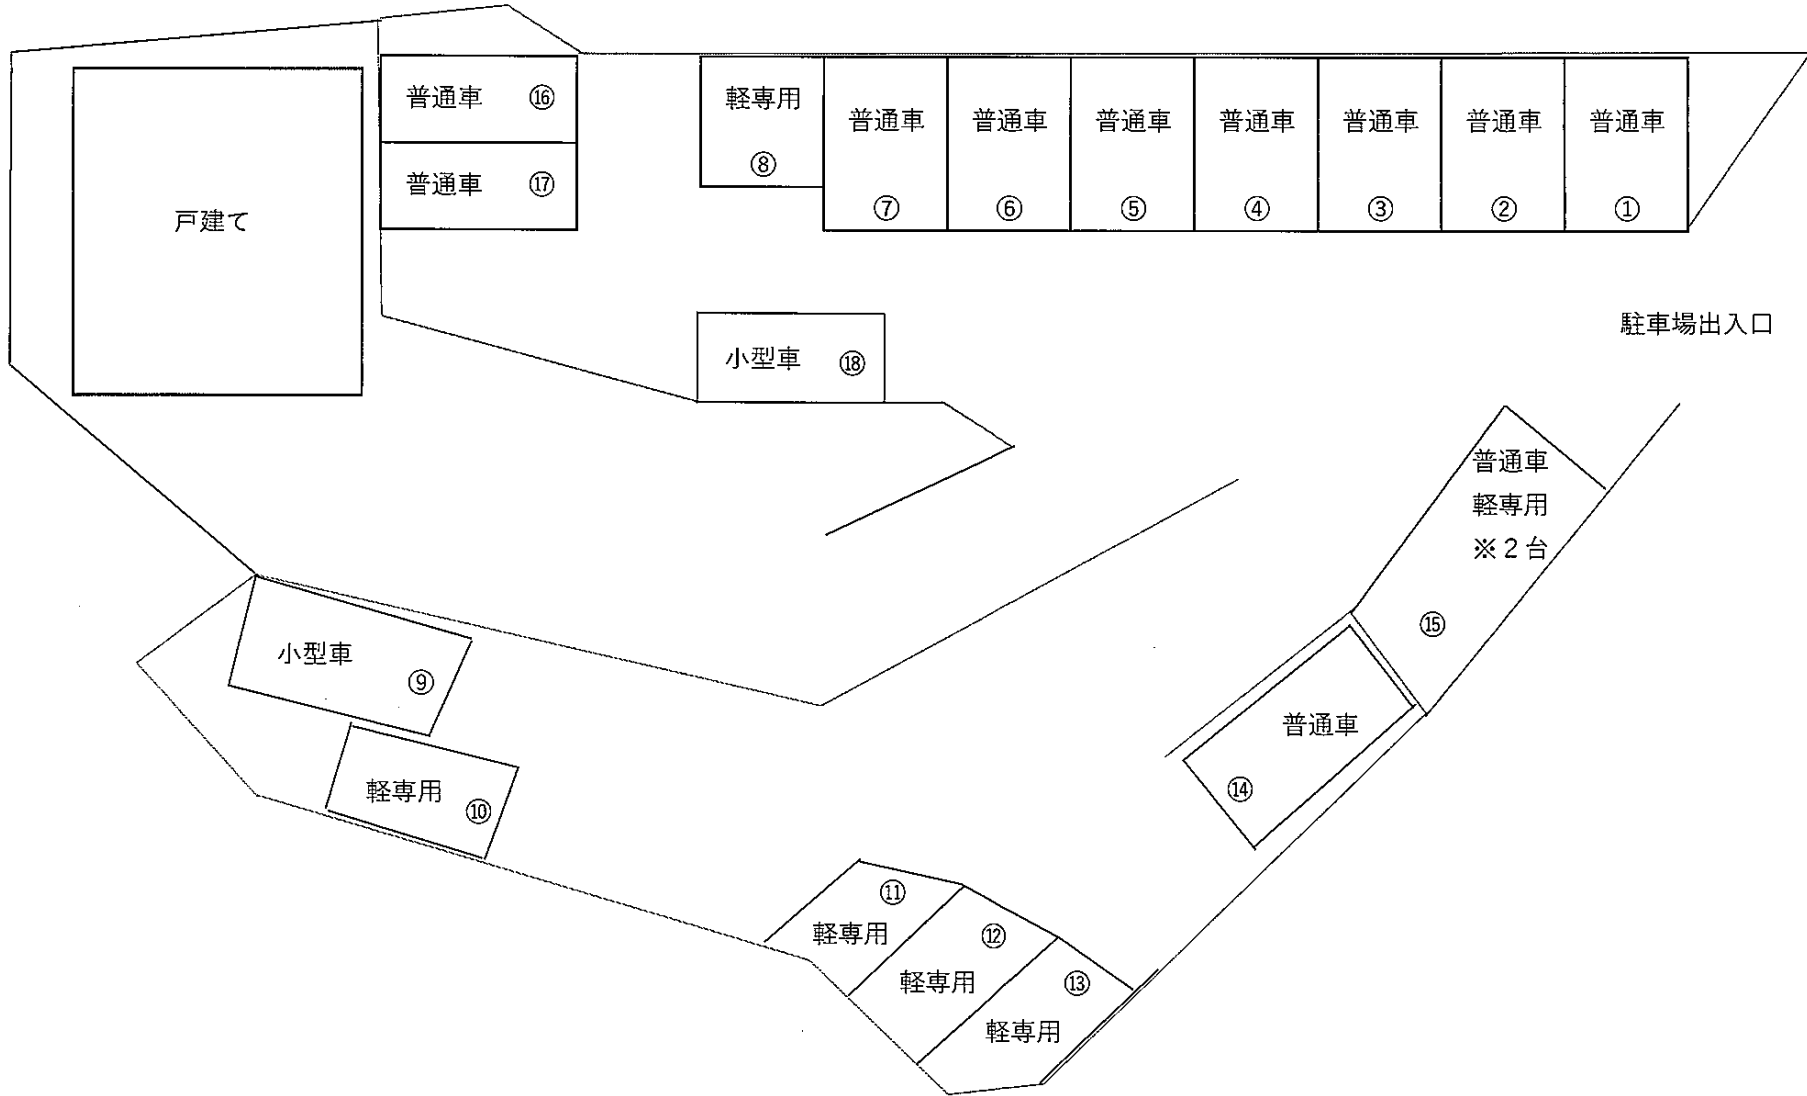 普通車 ⑯
普通車 ⑰
戸建て
軽専用
⑧
普通車
⑦
普通車
⑥
普通車
⑤
普通車
④
普通車
③
普通車
②
普通車
①
駐車場出入口
小型車 ⑱
普通車
軽専用
※２台
⑮
小型車
⑨
普通車
⑭
軽専用
⑩
⑪
軽専用
⑫
軽専用
⑬
軽専用